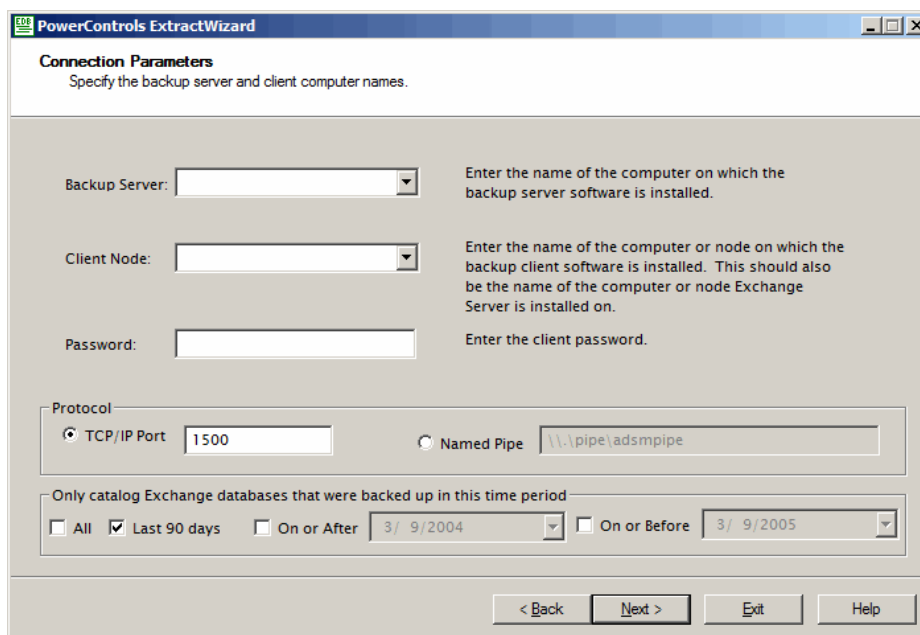 EDB PowerControls ExtractWizard
Connection Parameters
Specify the backup server and client computer names.
Backup Server:
Enter the name of the computer on which the
backup server software is installed.
Client Node:
Enter the name of the computer or node on which the
backup client software is installed.  This should also
be the name of the computer or node Exchange
Server is installed on.
Password:
Enter the client password.
Protocol
TCP/IP Port 1500 Named Pipe \\.\pipe\adsmpipe
Only catalog Exchange databases that were backed up in this time period
All Last 90 days On or After 3/ 9/2004 On or Before 3/ 9/2005
< Back Next > Exit Help